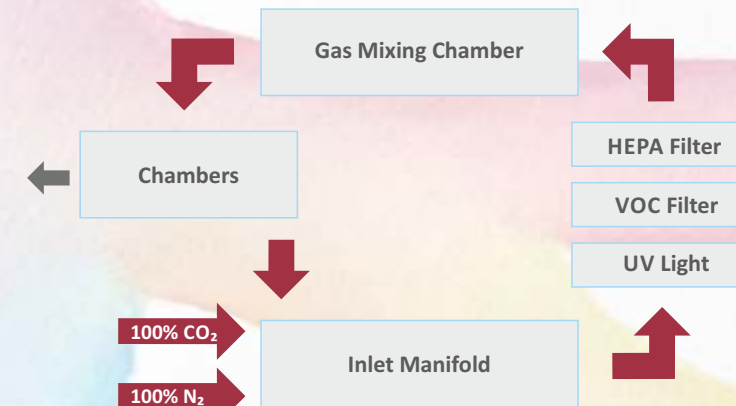 Gas Mixing Chamber
HEPA Filter
Chambers
VOC Filter
UV Light
100% CO₂
Inlet Manifold
100% N₂